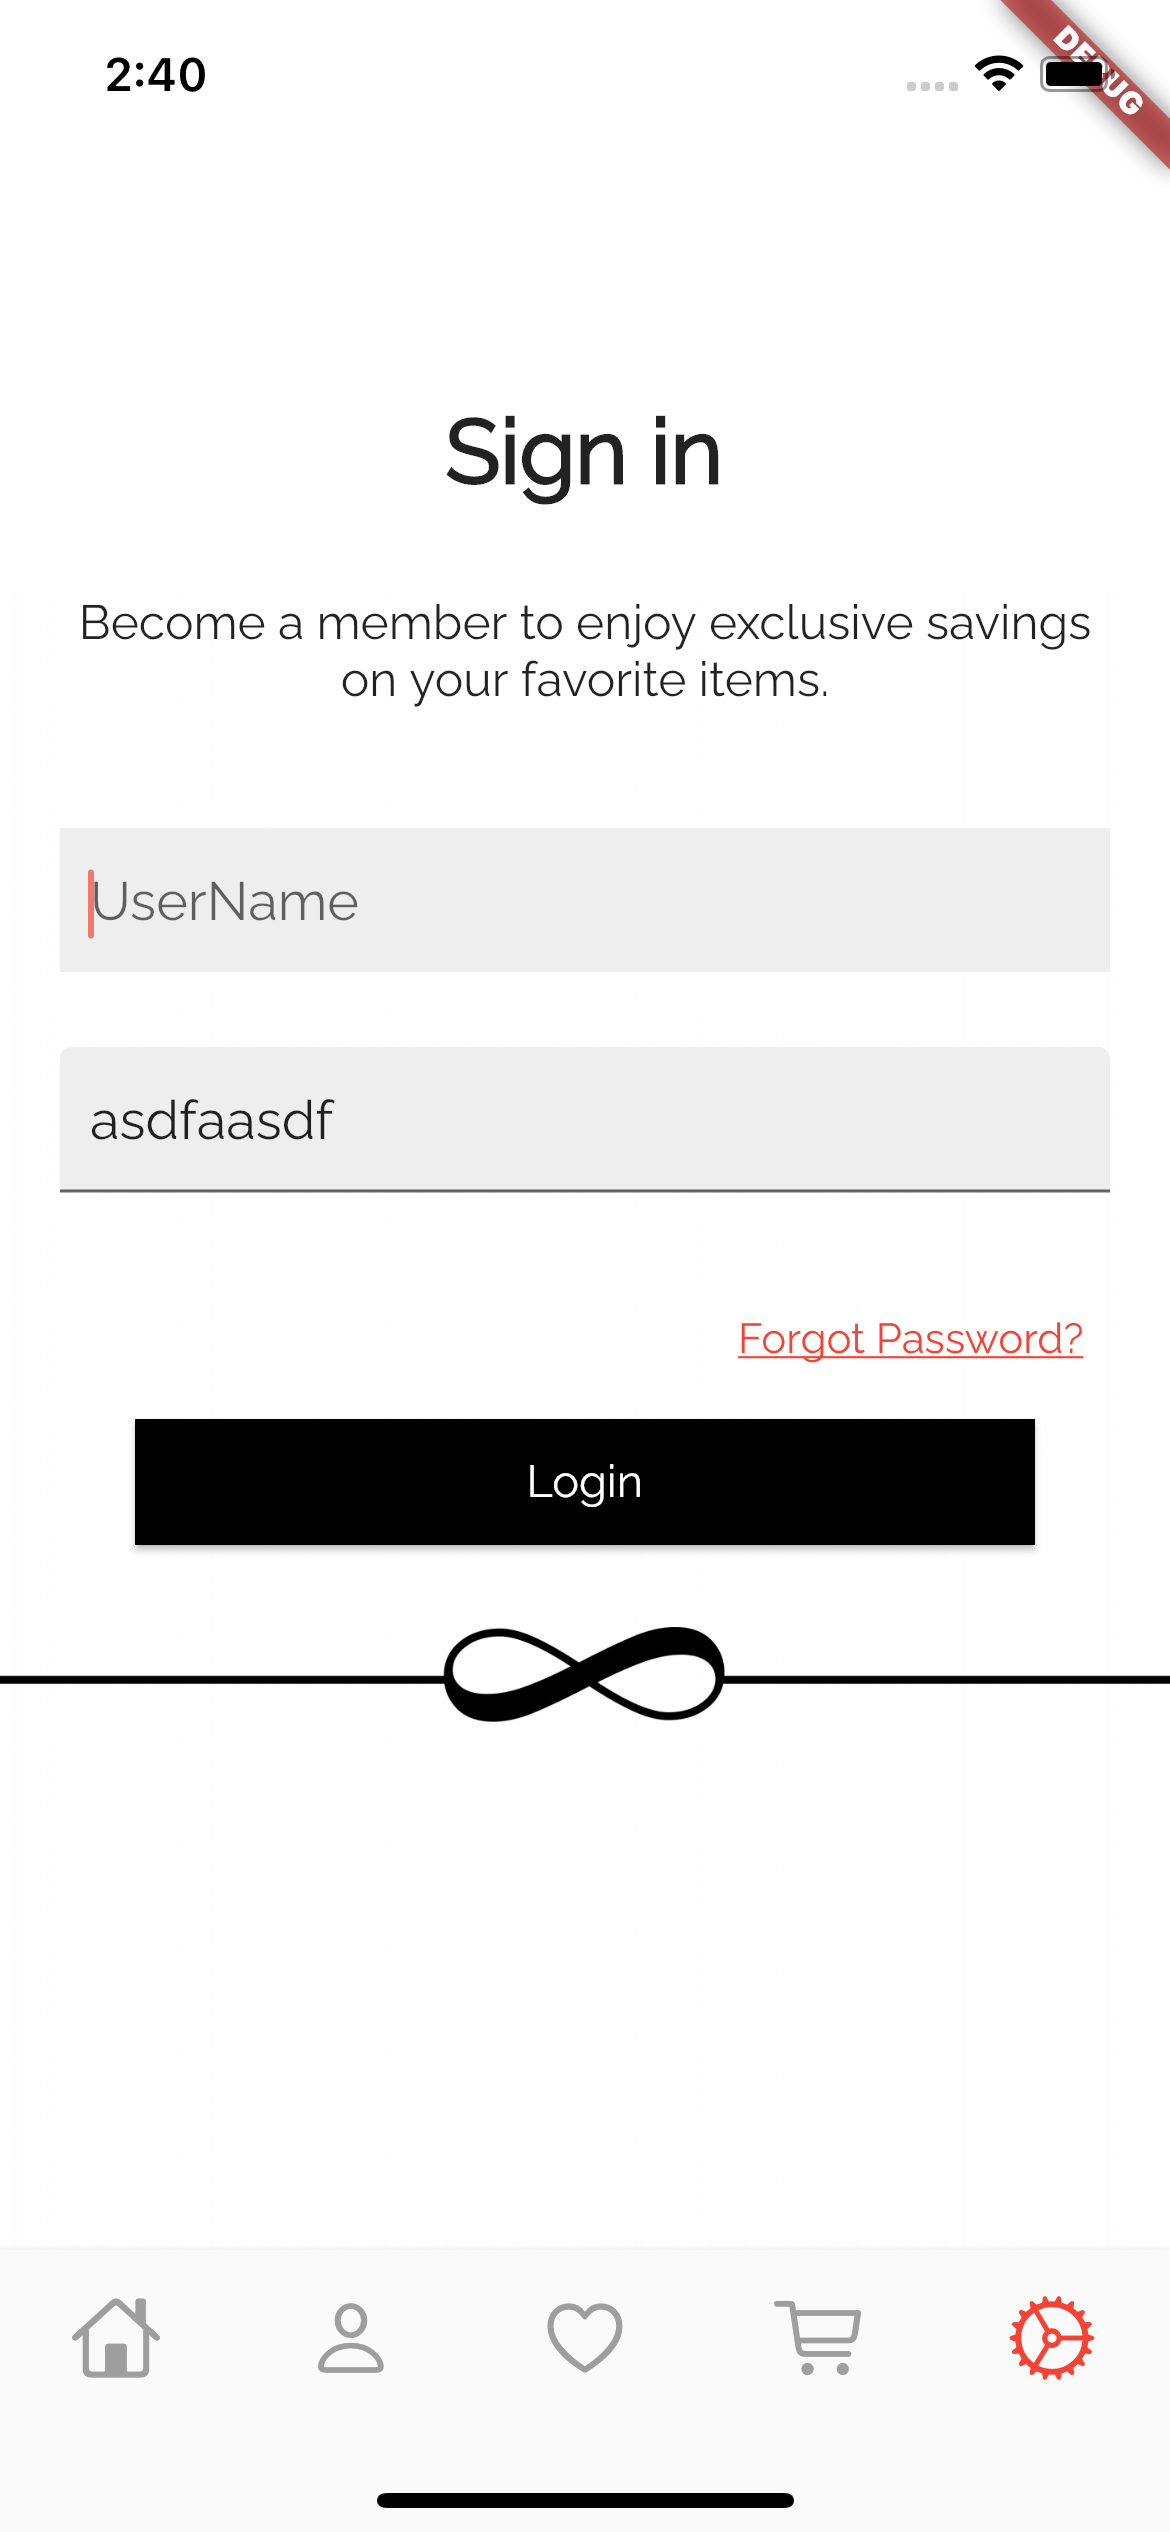 2:40
DEBUG
Sign in
Become a member to enjoy exclusive savings
on your favorite items.
UserName
asdfaasdf
Forgot Password?
Login